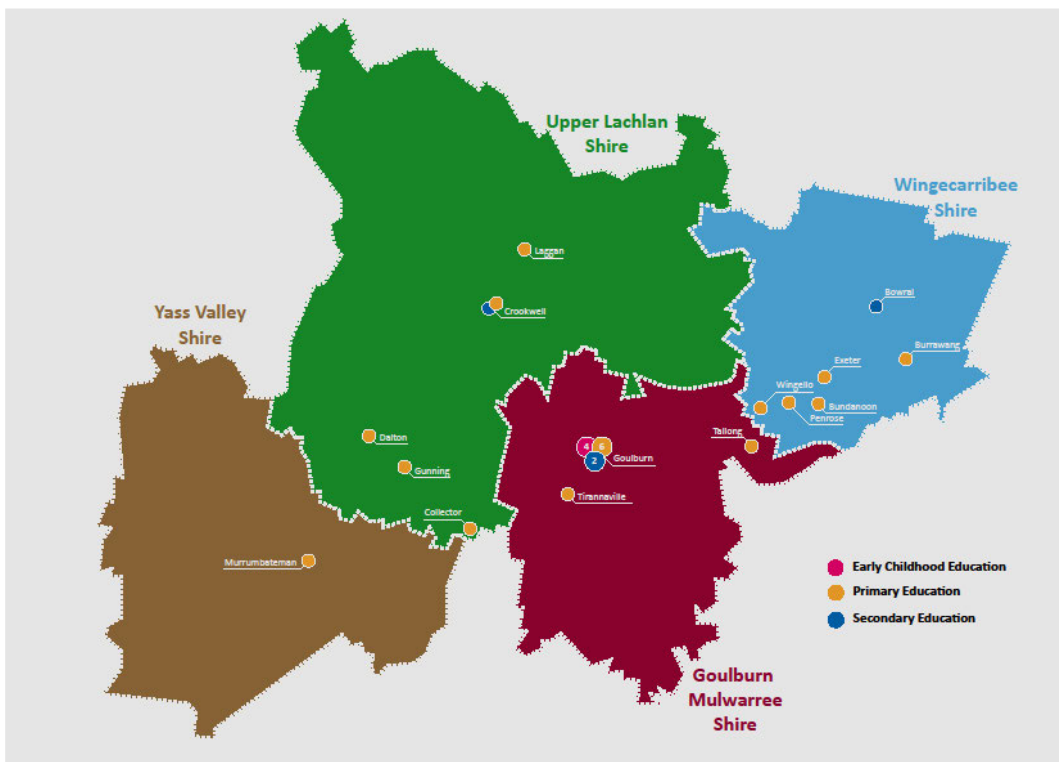 Upper Lachlan
Shire
Wingecarribee
Shire
Laggan
Crookwell
Bowral
Yass Valley
Shire
Burrawang
Exeter
Wingello
Bundanoon
Penrose
Dalton
Tallong
4
6
Goulburn
2
Gunning
Tirannaville
Collector
Murrumbateman
Early Childhood Education
Primary Education
Secondary Education
Goulburn
Mulwarree
Shire